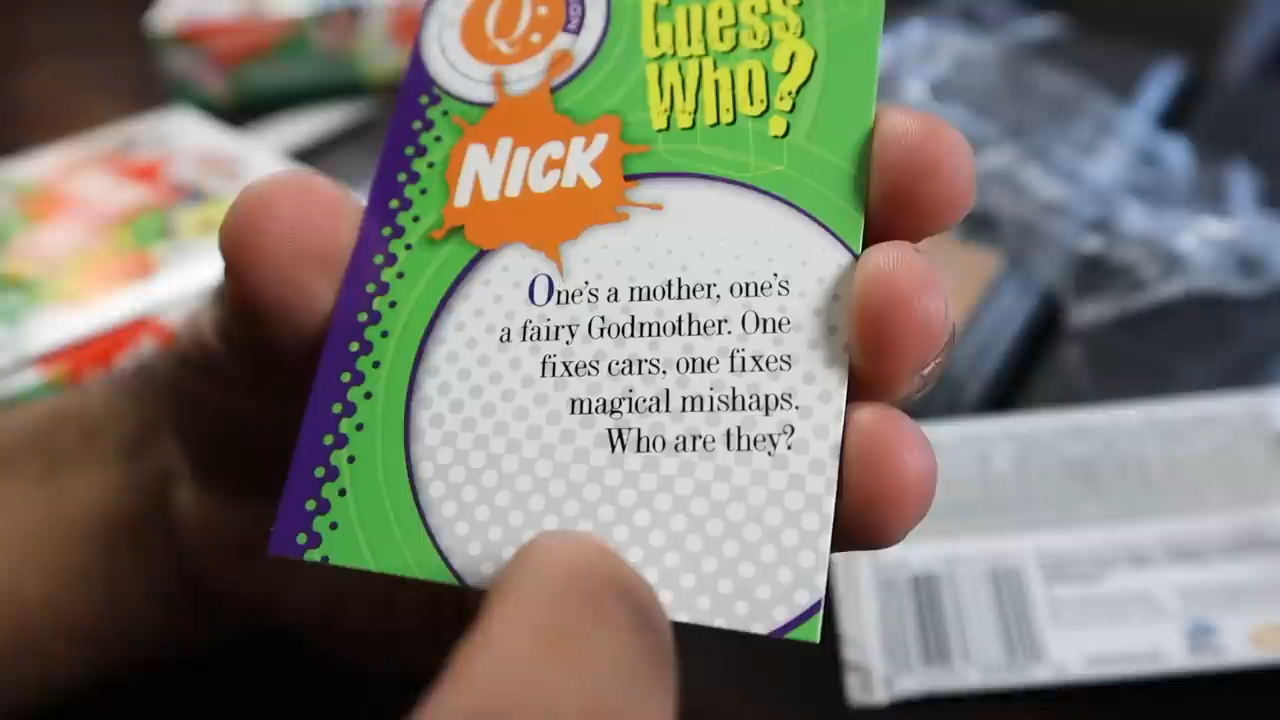 Q:
Guess
Who?
NICK
One's a mother, one's
a fairy Godmother. One
fixes cars, one fixes
magical mishaps.
Who are they?